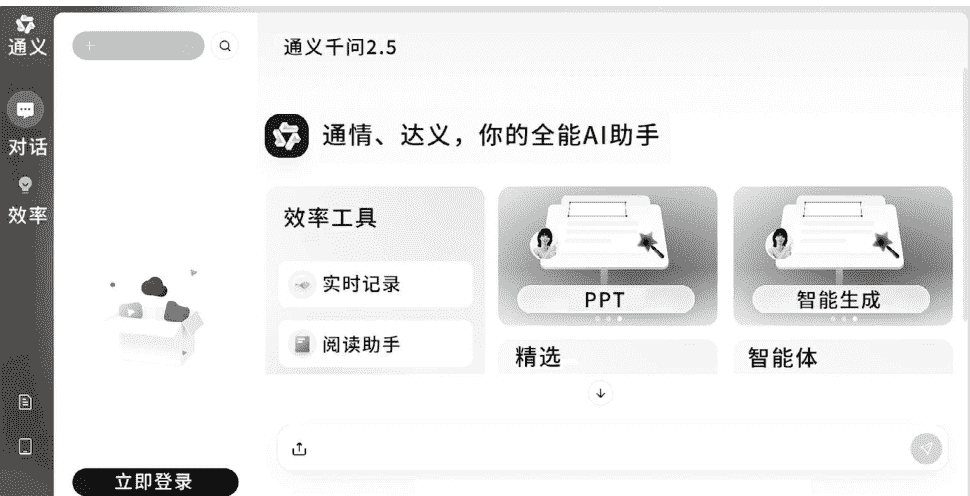 通义
对话
效率
立即登录
通义千问2.5
通情、达义，你的全能AI助手
效率工具
实时记录
阅读助手
PPT
智能生成
精选
智能体